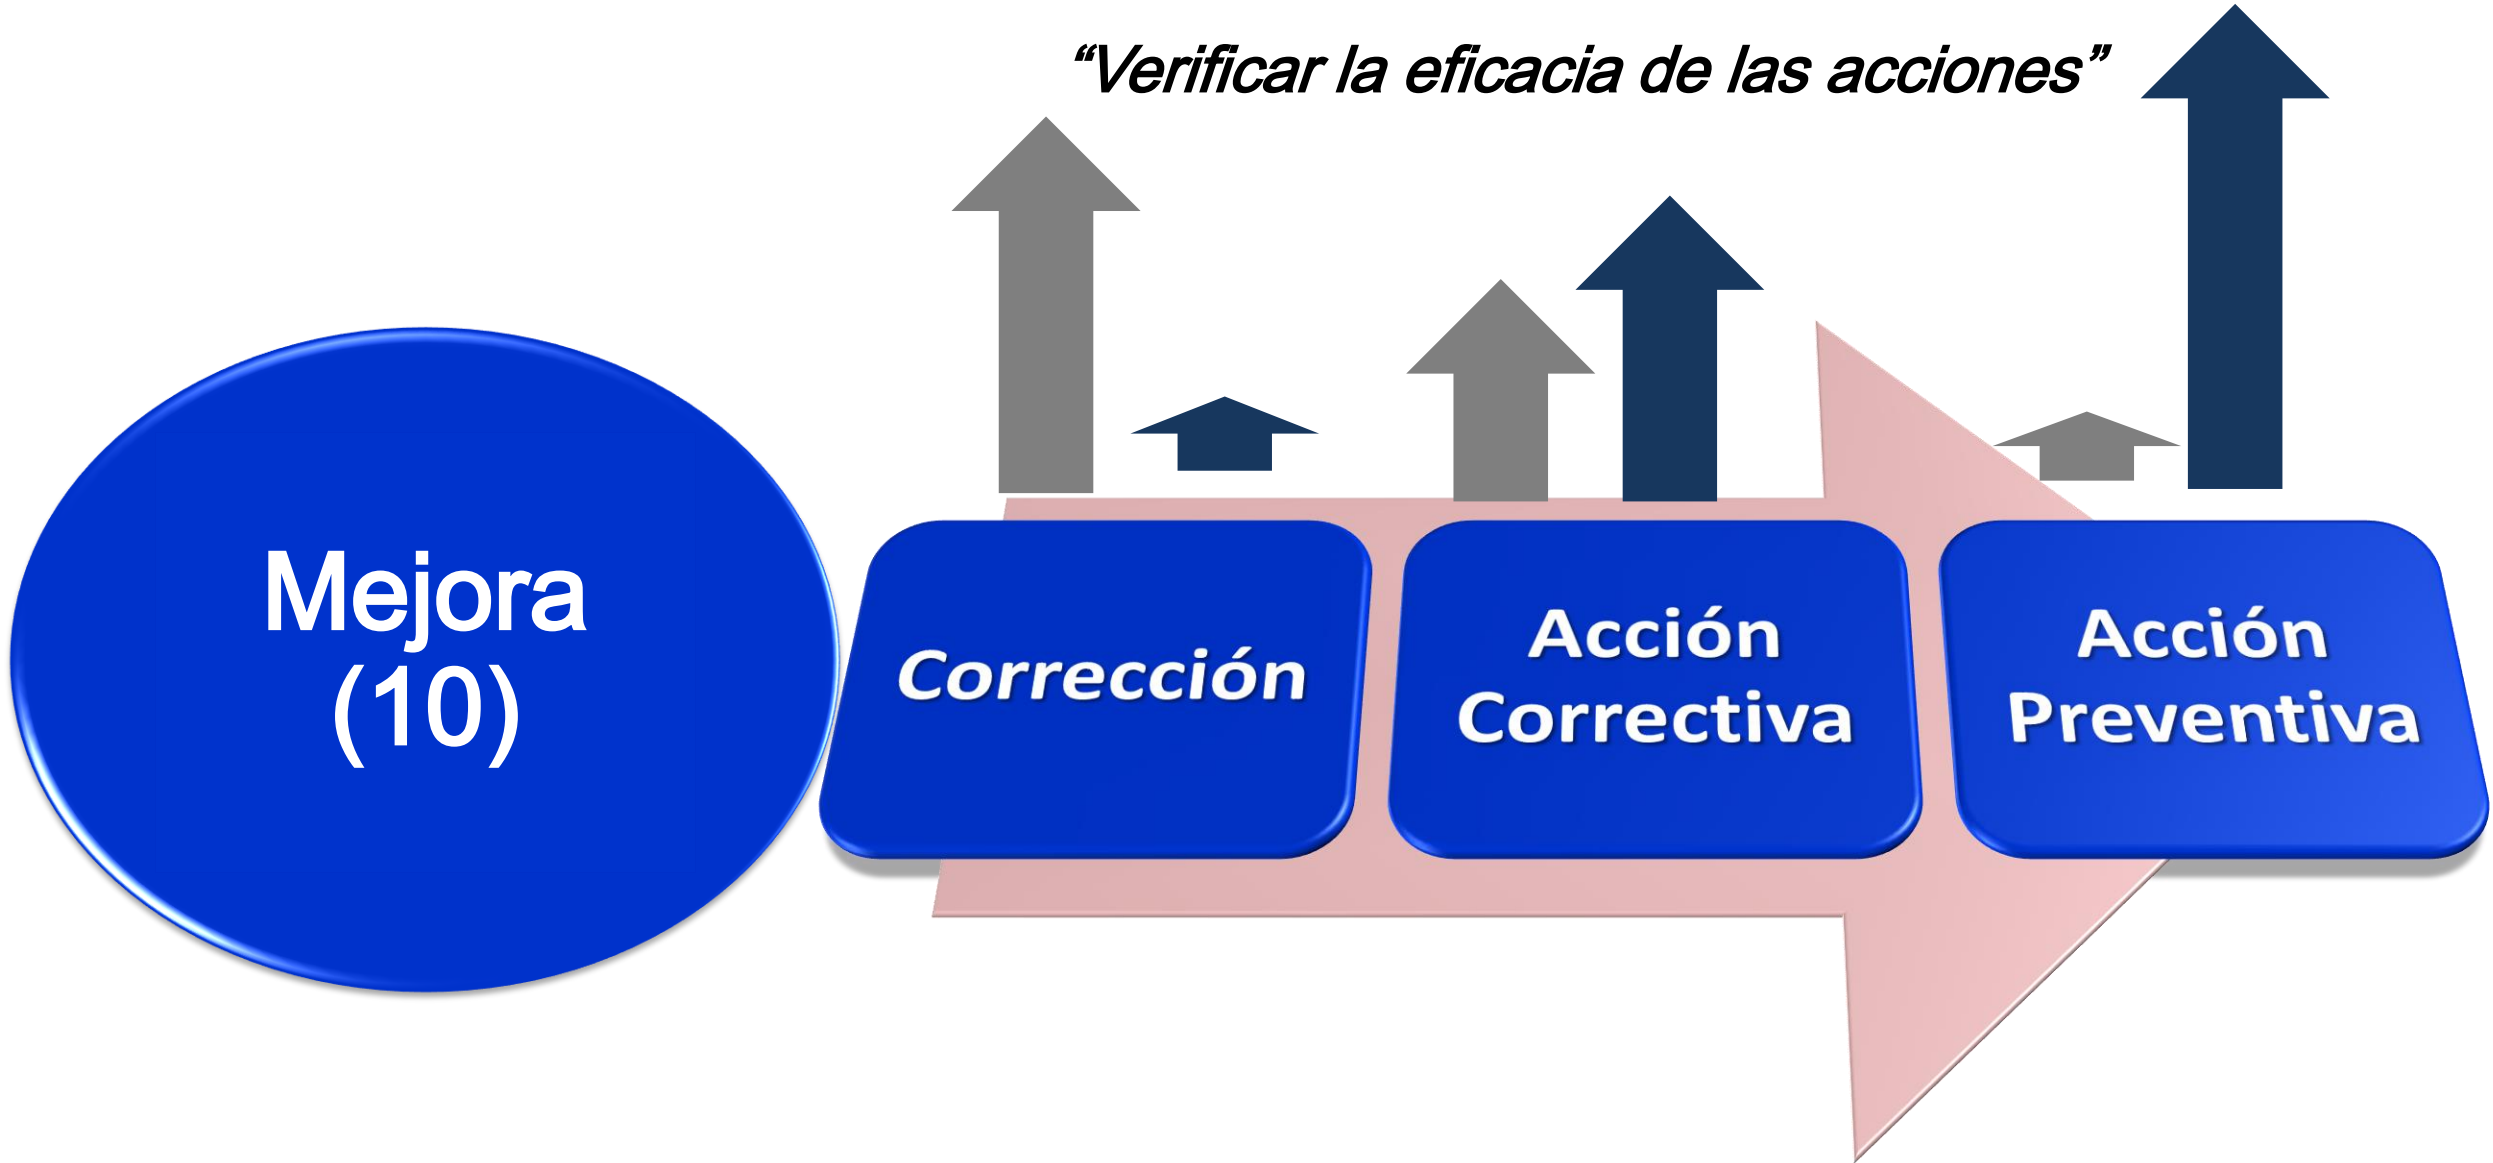 “Verificar la eficacia de las acciones”
Mejora
(10)
Corrección
Acción
Correctiva
Acción
Preventiva